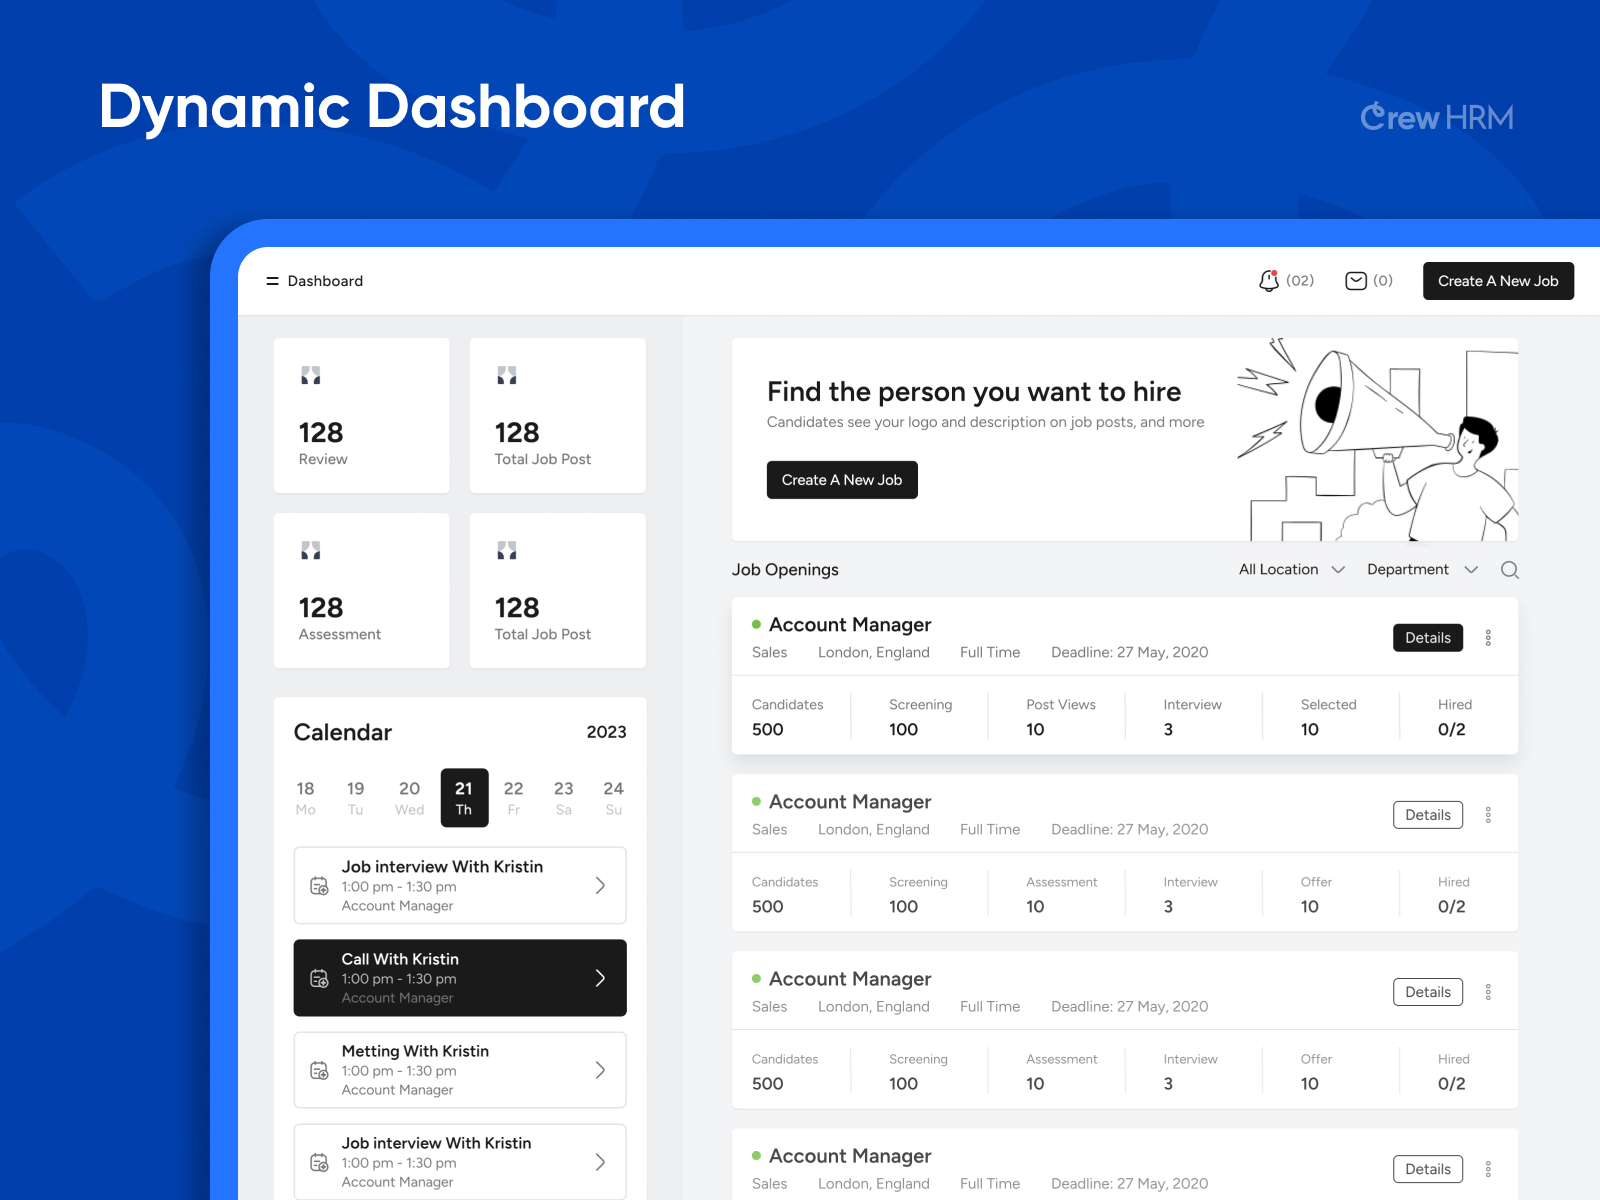 Dynamic Dashboard
Crew HRM
Dashboard
(02)
(0)
Create A New Job
128
Review
128
Total Job Post
128
Assessment
128
Total Job Post
Calendar
2023
18 19 20 21 22 23 24
Mo Tu Wed Th Fr Sa Su
Job interview With Kristin
1:00 pm - 1:30 pm
Account Manager
Call With Kristin
1:00 pm - 1:30 pm
Account Manager
Metting With Kristin
1:00 pm - 1:30 pm
Account Manager
Job interview With Kristin
1:00 pm - 1:30 pm
Account Manager
Find the person you want to hire
Candidates see your logo and description on job posts, and more
Create A New Job
Job Openings
All Location
Department
Account Manager
Sales London, England Full Time Deadline: 27 May, 2020
Details
Candidates Screening Post Views Interview Selected Hired
500 100 10 3 10 0/2
Account Manager
Sales London, England Full Time Deadline: 27 May, 2020
Details
Candidates Screening Assessment Interview Offer Hired
500 100 10 3 10 0/2
Account Manager
Sales London, England Full Time Deadline: 27 May, 2020
Details
Candidates Screening Assessment Interview Offer Hired
500 100 10 3 10 0/2
Account Manager
Sales London, England Full Time Deadline: 27 May, 2020
Details